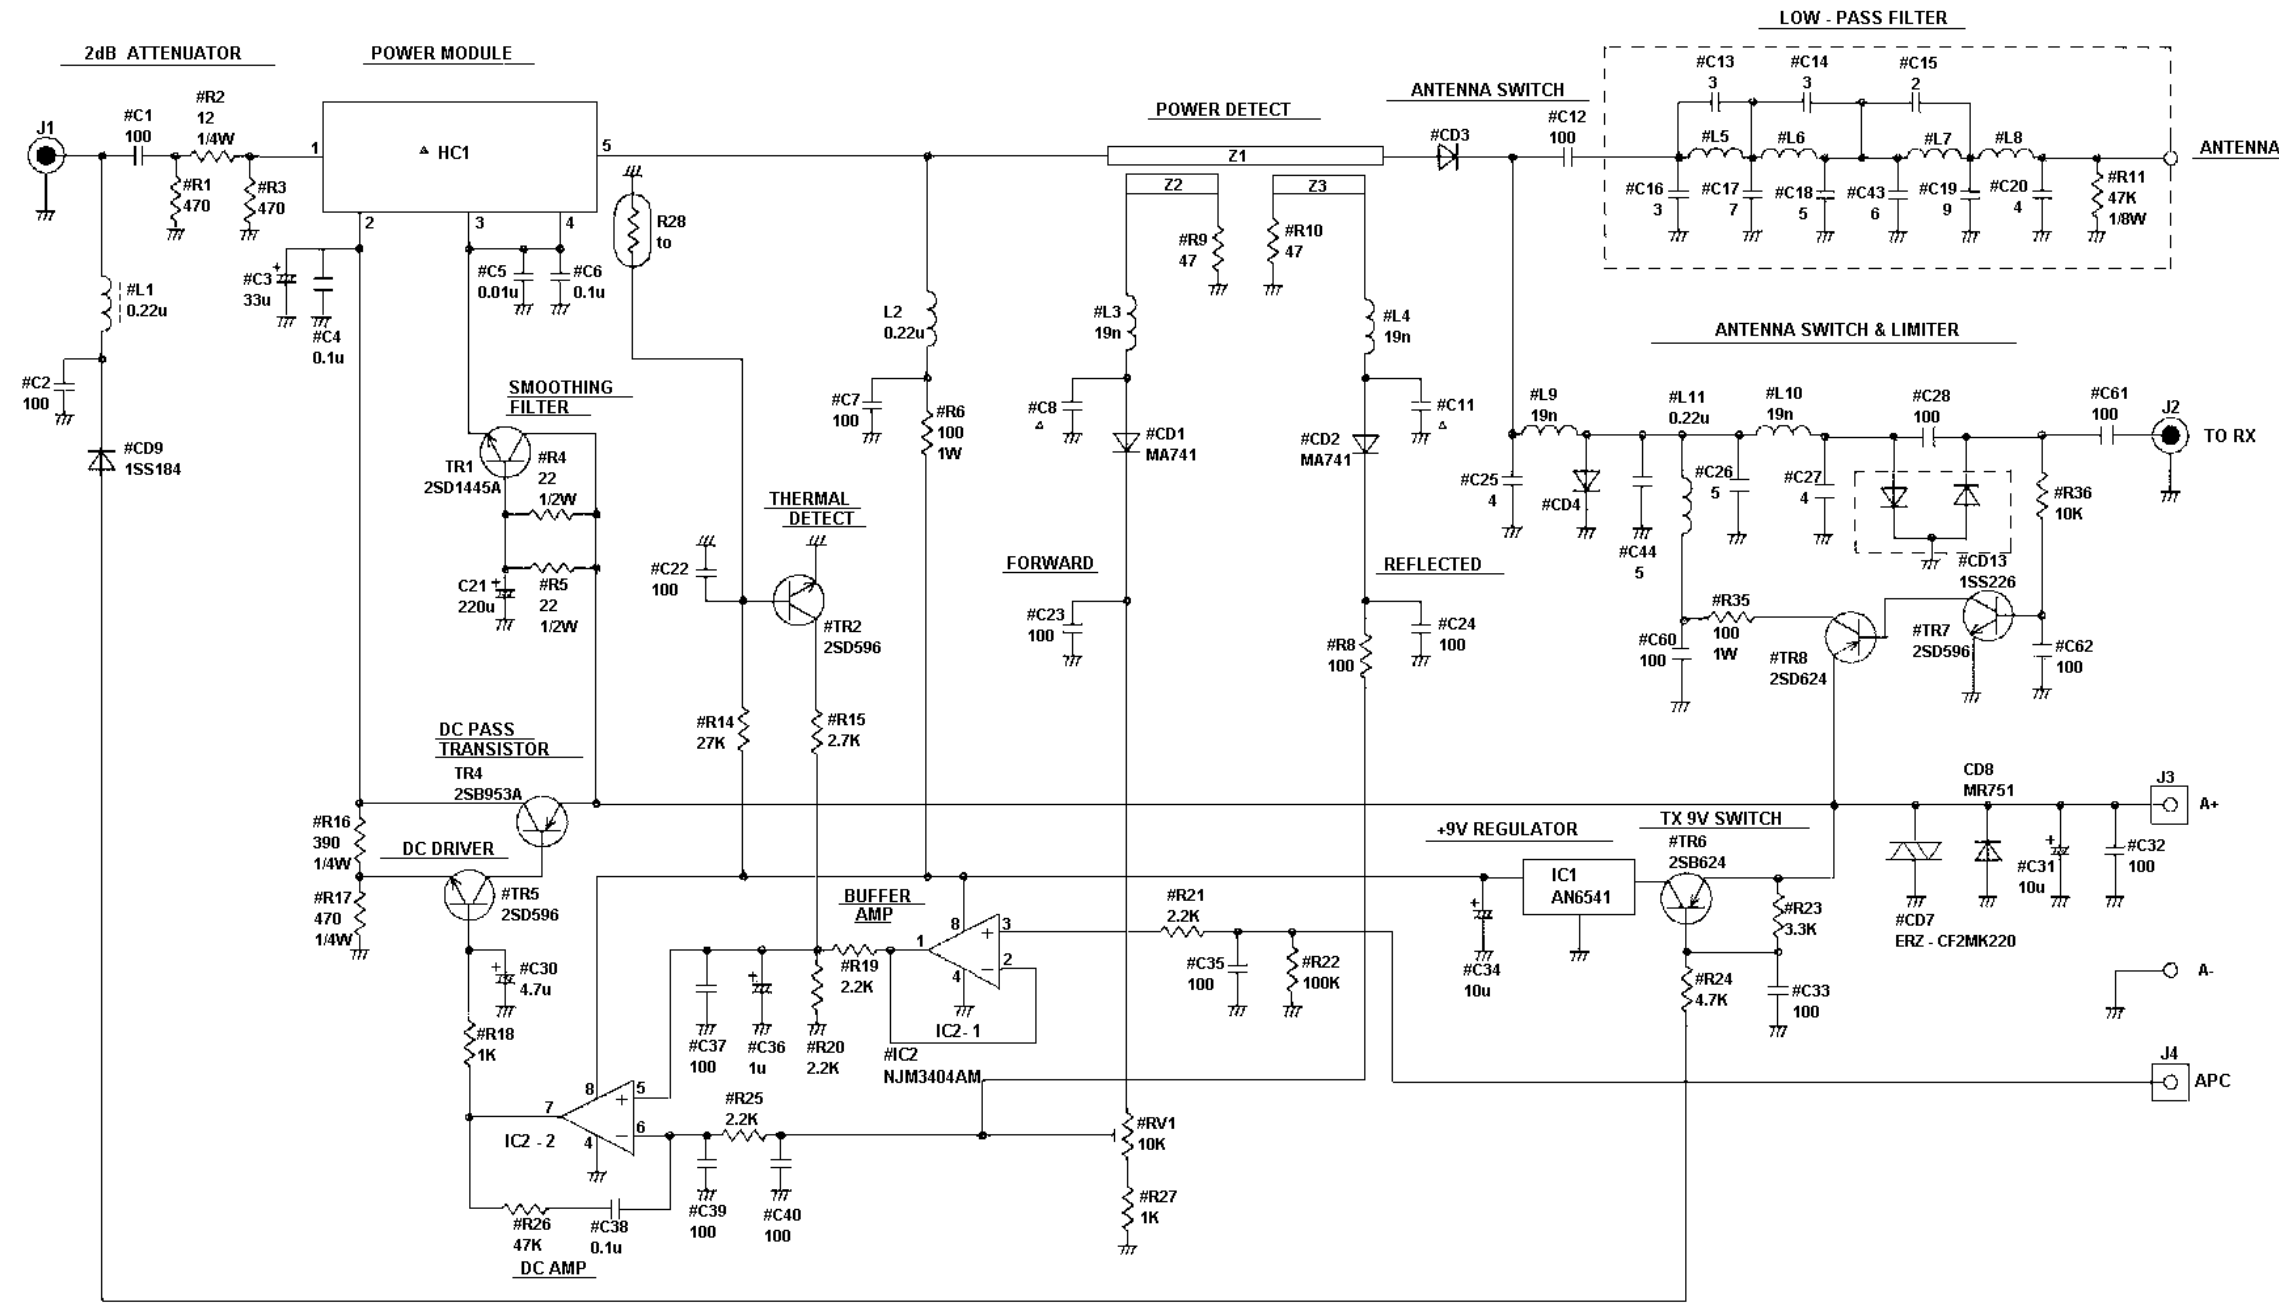 LOW - PASS FILTER
2dB ATTENUATOR
POWER MODULE
ANTENNA SWITCH
POWER DETECT
J1
#C1
100
#R2
12
1/4W
#R1
470
#R3
470
1
HC1
5
2
3
4
#C3
33u
+
#C4
0.1u
#C5
0.01u
#C6
0.1u
R28
to
#L1
0.22u
#C2
100
#CD9
1SS184
Z1
Z2
Z3
#R9
47
#R10
47
#CD3
#C12
100
#C13
3
#C14
3
#C15
2
#L5
#L6
#L7
#L8
#C16
3
#C17
7
#C18
5
#C43
6
#C19
9
#C20
4
#R11
47K
1/8W
ANTENNA
L2
0.22u
#L3
19n
#L4
19n
#C7
100
#R6
100
1W
#C8
#CD1
MA741
#CD2
MA741
#C11
ANTENNA SWITCH & LIMITER
#L9
19n
#L11
0.22u
#L10
19n
#C28
100
#C61
100
J2
TO RX
#C25
4
#CD4
#C44
5
#C26
5
#C27
4
#R36
10K
#CD13
1SS226
#R35
100
1W
#C60
100
#TR8
2SD624
#TR7
2SD596
#C62
100
SMOOTHING
FILTER
TR1
2SD1445A
#R4
22
1/2W
C21
220u
+
#R5
22
1/2W
THERMAL
DETECT
#C22
100
#TR2
2SD596
FORWARD
REFLECTED
#C23
100
#R8
100
#C24
100
#R14
27K
#R15
2.7K
DC PASS
TRANSISTOR
TR4
2SB953A
#R16
390
1/4W
DC DRIVER
#R17
470
1/4W
#TR5
2SD596
#C30
4.7u
+
#R18
1K
BUFFER
AMP
8
1
+
3
-
2
4
IC2- 1
#IC2
NJM3404AM
#R19
2.2K
#C37
100
#C36
1u
+
#R20
2.2K
#R21
2.2K
#C35
100
#R22
100K
+9V REGULATOR
IC1
AN6541
#C34
10u
+
TX 9V SWITCH
#TR6
2SB624
#R23
3.3K
#R24
4.7K
#C33
100
CD8
MR751
#CD7
ERZ - CF2MK220
#C31
10u
+
#C32
100
J3
A+
A-
J4
APC
8
7
+
5
-
6
4
IC2 - 2
#R25
2.2K
#C39
100
#C40
100
#RV1
10K
#R27
1K
#R26
47K
#C38
0.1u
DC AMP